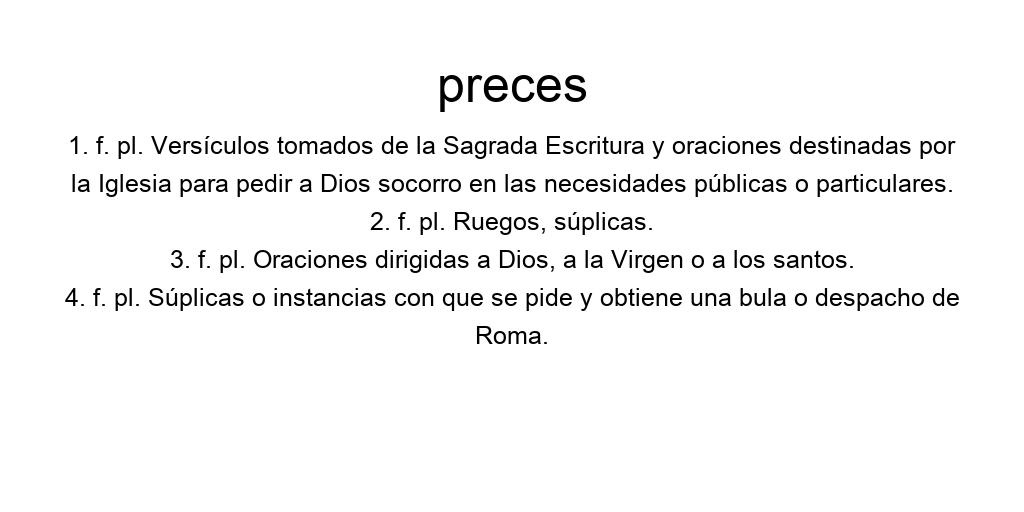 preces
1. f. pl. Versículos tomados de la Sagrada Escritura y oraciones destinadas por
la Iglesia para pedir a Dios socorro en las necesidades públicas o particulares.
2. f. pl. Ruegos, súplicas.
3. f. pl. Oraciones dirigidas a Dios, a la Virgen o a los santos.
4. f. pl. Súplicas o instancias con que se pide y obtiene una bula o despacho de
Roma.